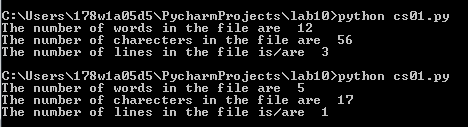 C:\Users\178w1a05d5\PycharmProjects\lab10>python cs01.py
The number of words in the file are  12
The number of charecters in the file are  56
The number of lines in the file is/are  3
C:\Users\178w1a05d5\PycharmProjects\lab10>python cs01.py
The number of words in the file are  5
The number of charecters in the file are  17
The number of lines in the file is/are  1